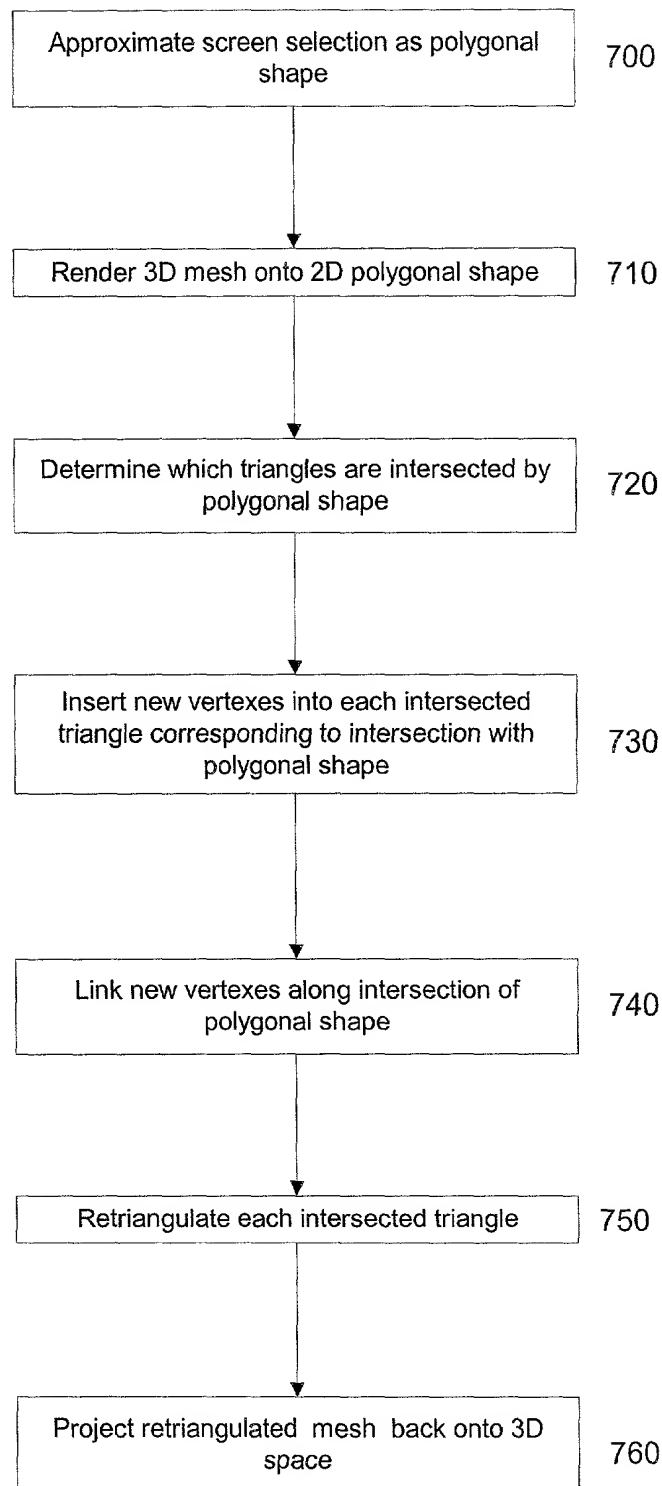 Approximate screen selection as polygonal
shape
700
Render 3D mesh onto 2D polygonal shape
710
Determine which triangles are intersected by
polygonal shape
720
Insert new vertexes into each intersected
triangle corresponding to intersection with
polygonal shape
730
Link new vertexes along intersection of
polygonal shape
740
Retriangulate each intersected triangle
750
Project retriangulated mesh back onto 3D
space
760